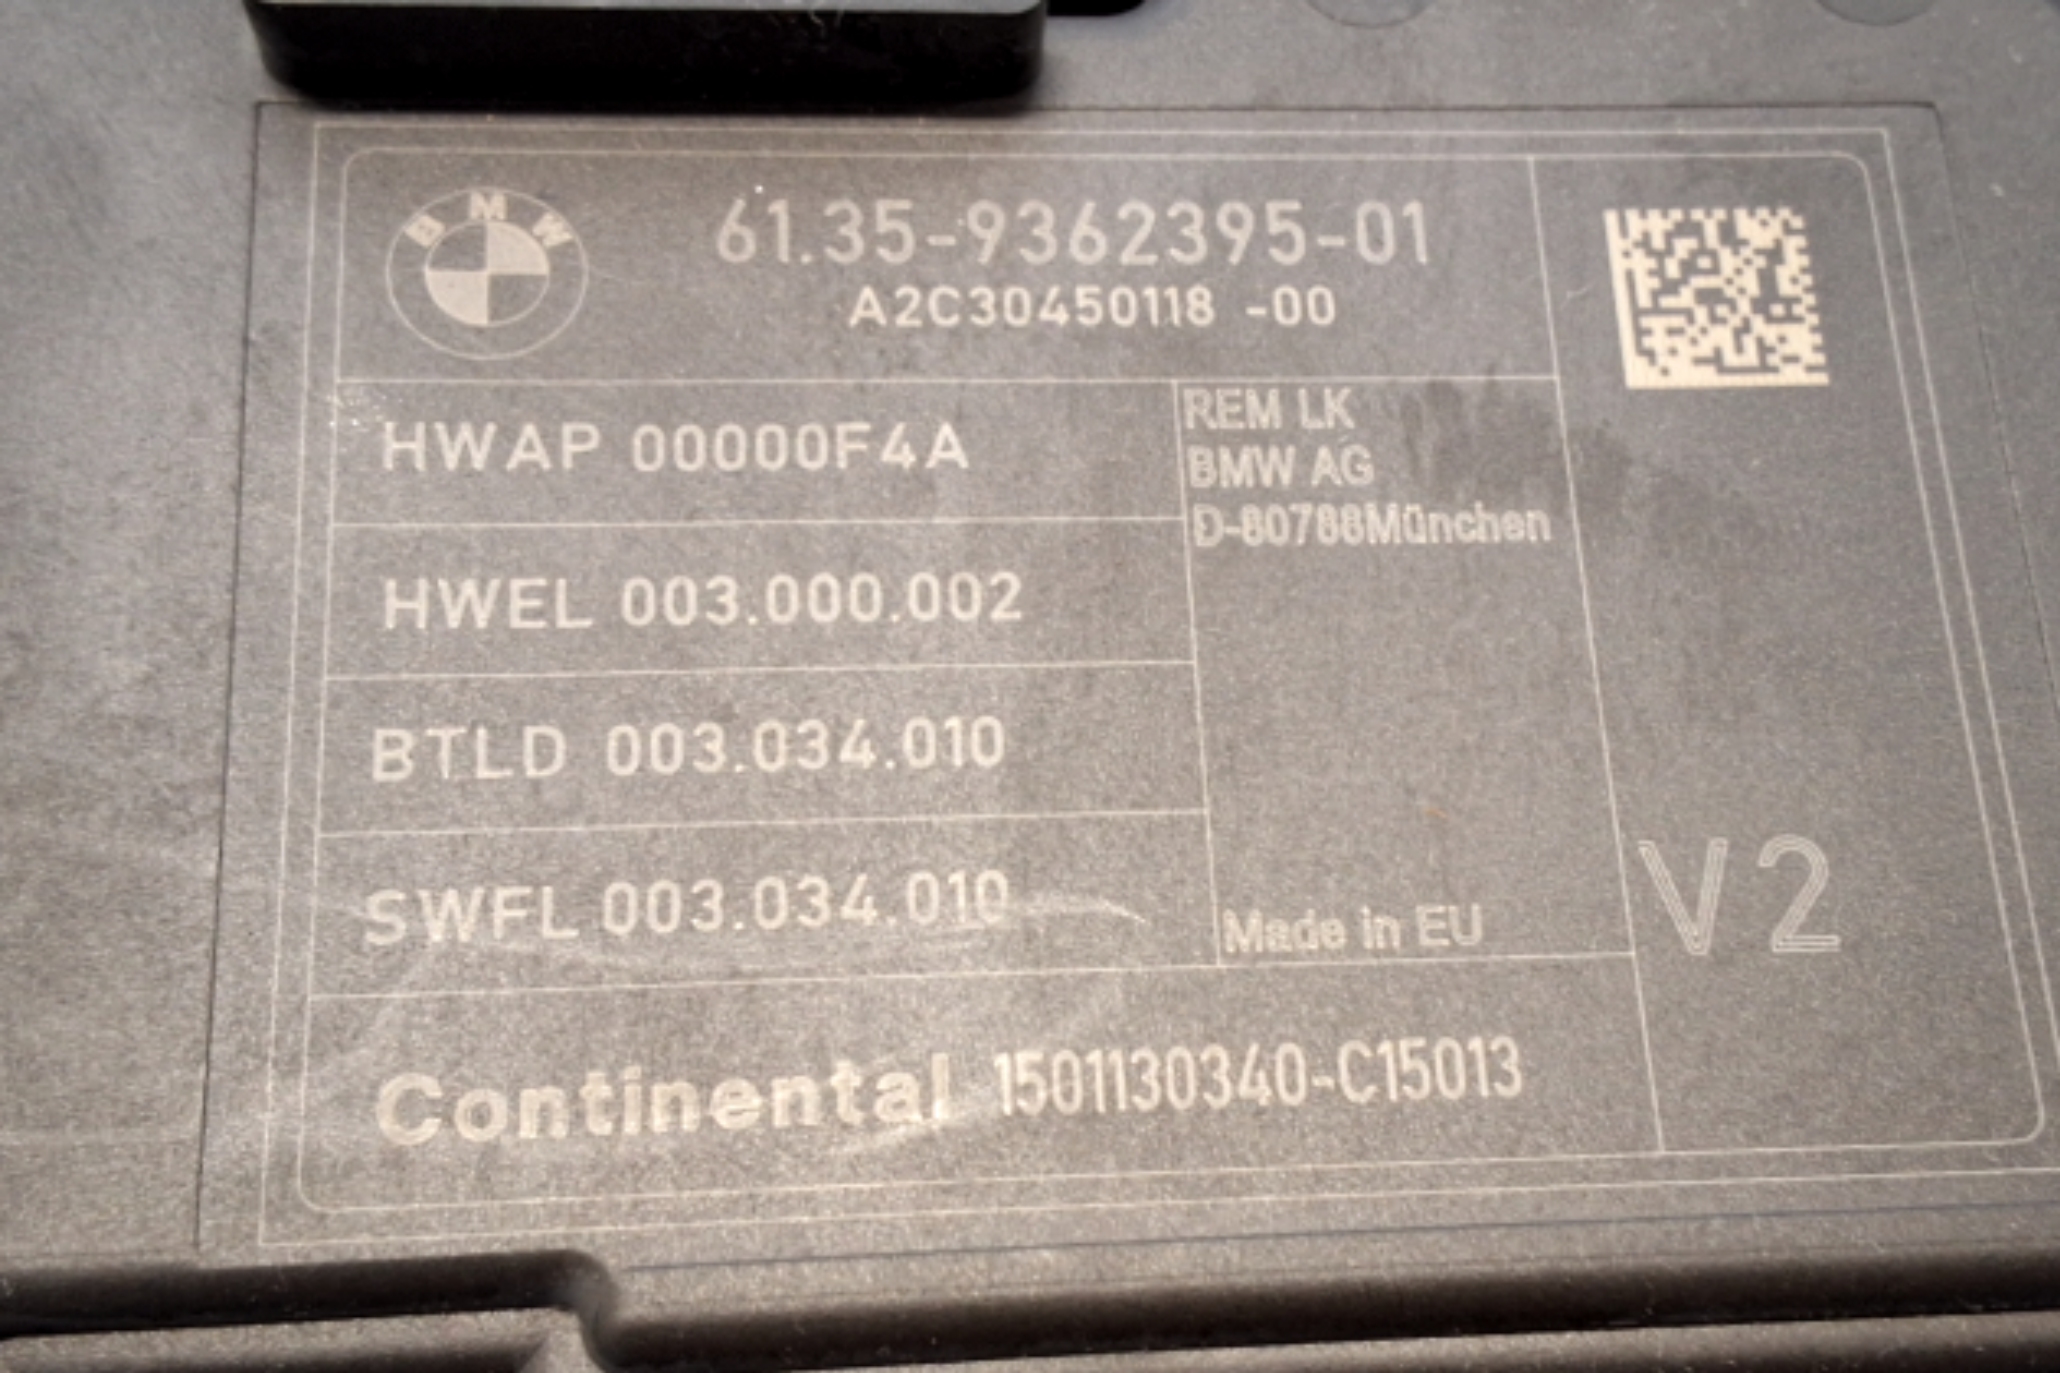 BMW
61.35-9362395-01
A2C30450118 -00
HWAP 00000F4A
REM LK
BMW AG
D-80788München
HWEL 003.000.002
BTLD 003.034.010
SWFL 003.034.010
Made in EU
V2
Continental 1501130340-C15013